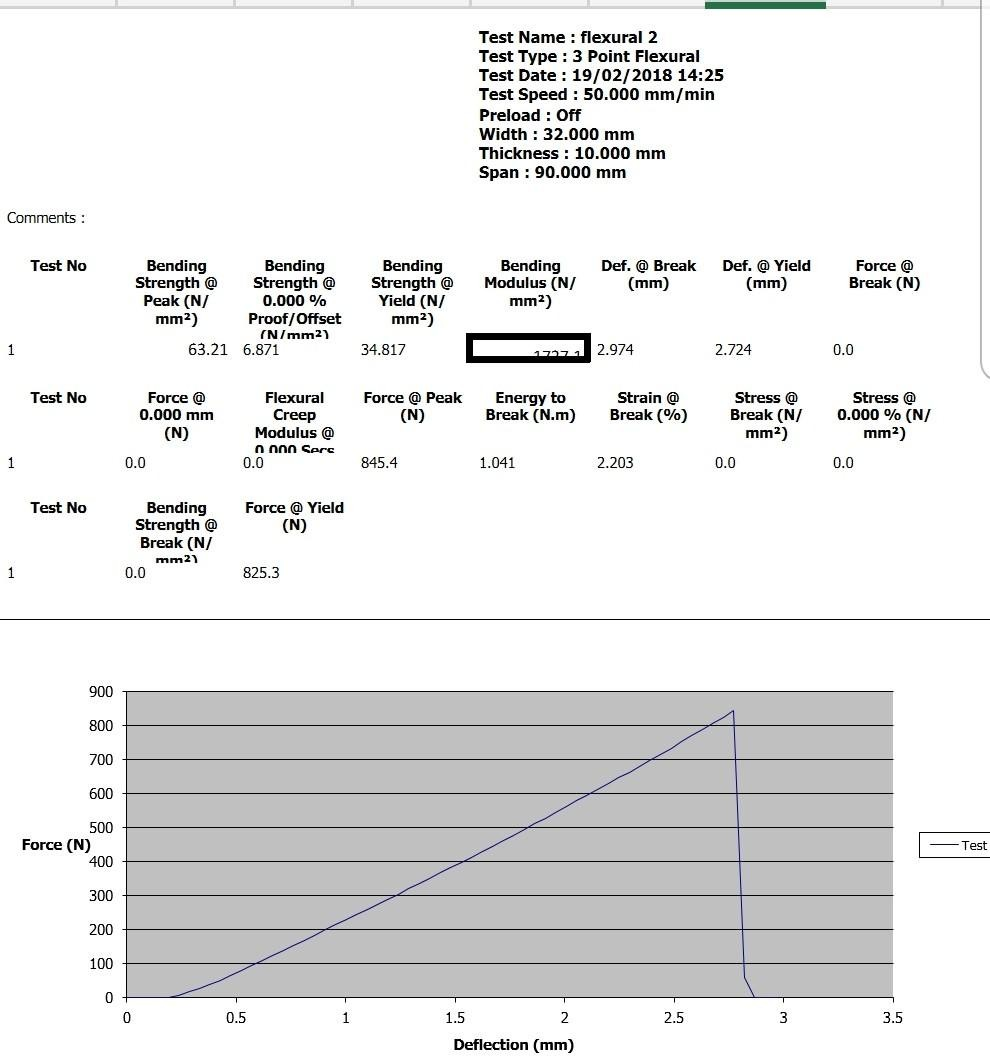 Test Name : flexural 2
Test Type : 3 Point Flexural
Test Date : 19/02/2018 14:25
Test Speed : 50.000 mm/min
Preload : Off
Width : 32.000 mm
Thickness : 10.000 mm
Span : 90.000 mm
Comments :
Test No Bending Bending Bending Bending Def. @ Break Def. @ Yield Force @
Strength @ Strength @ Strength @ Modulus (N/ (mm) (mm) Break (N)
Peak (N/ 0.000 % Yield (N/ mm²)
mm²) Proof/Offset mm²)
(N/mm²)
1 63.21 6.871 34.817 2.974 2.724 0.0
Test No Force @ Flexural Force @ Peak Energy to Strain @ Stress @ Stress @
0.000 mm Creep (N) Break (N.m) Break (%) Break (N/ 0.000 % (N/
(N) Modulus @ mm²) mm²)
0.000 Secs
1 0.0 0.0 845.4 1.041 2.203 0.0 0.0
Test No Bending Force @ Yield
Strength @ (N)
Break (N/
mm²)
1 0.0 825.3
900
800
700
600
500
Force (N)
400
300
200
100
0
0 0.5 1 1.5 2 2.5 3 3.5
Deflection (mm)
Test